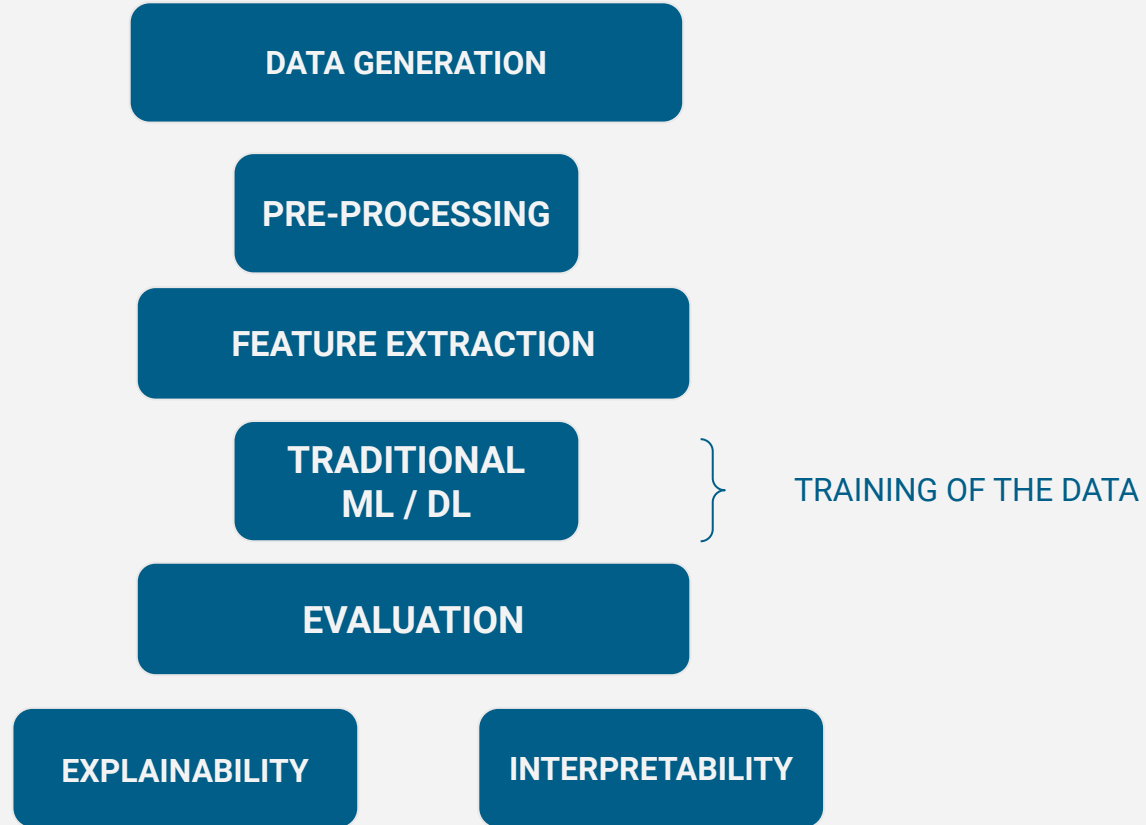 DATA GENERATION
PRE-PROCESSING
FEATURE EXTRACTION
TRADITIONAL
ML / DL
TRAINING OF THE DATA
EVALUATION
EXPLAINABILITY
INTERPRETABILITY